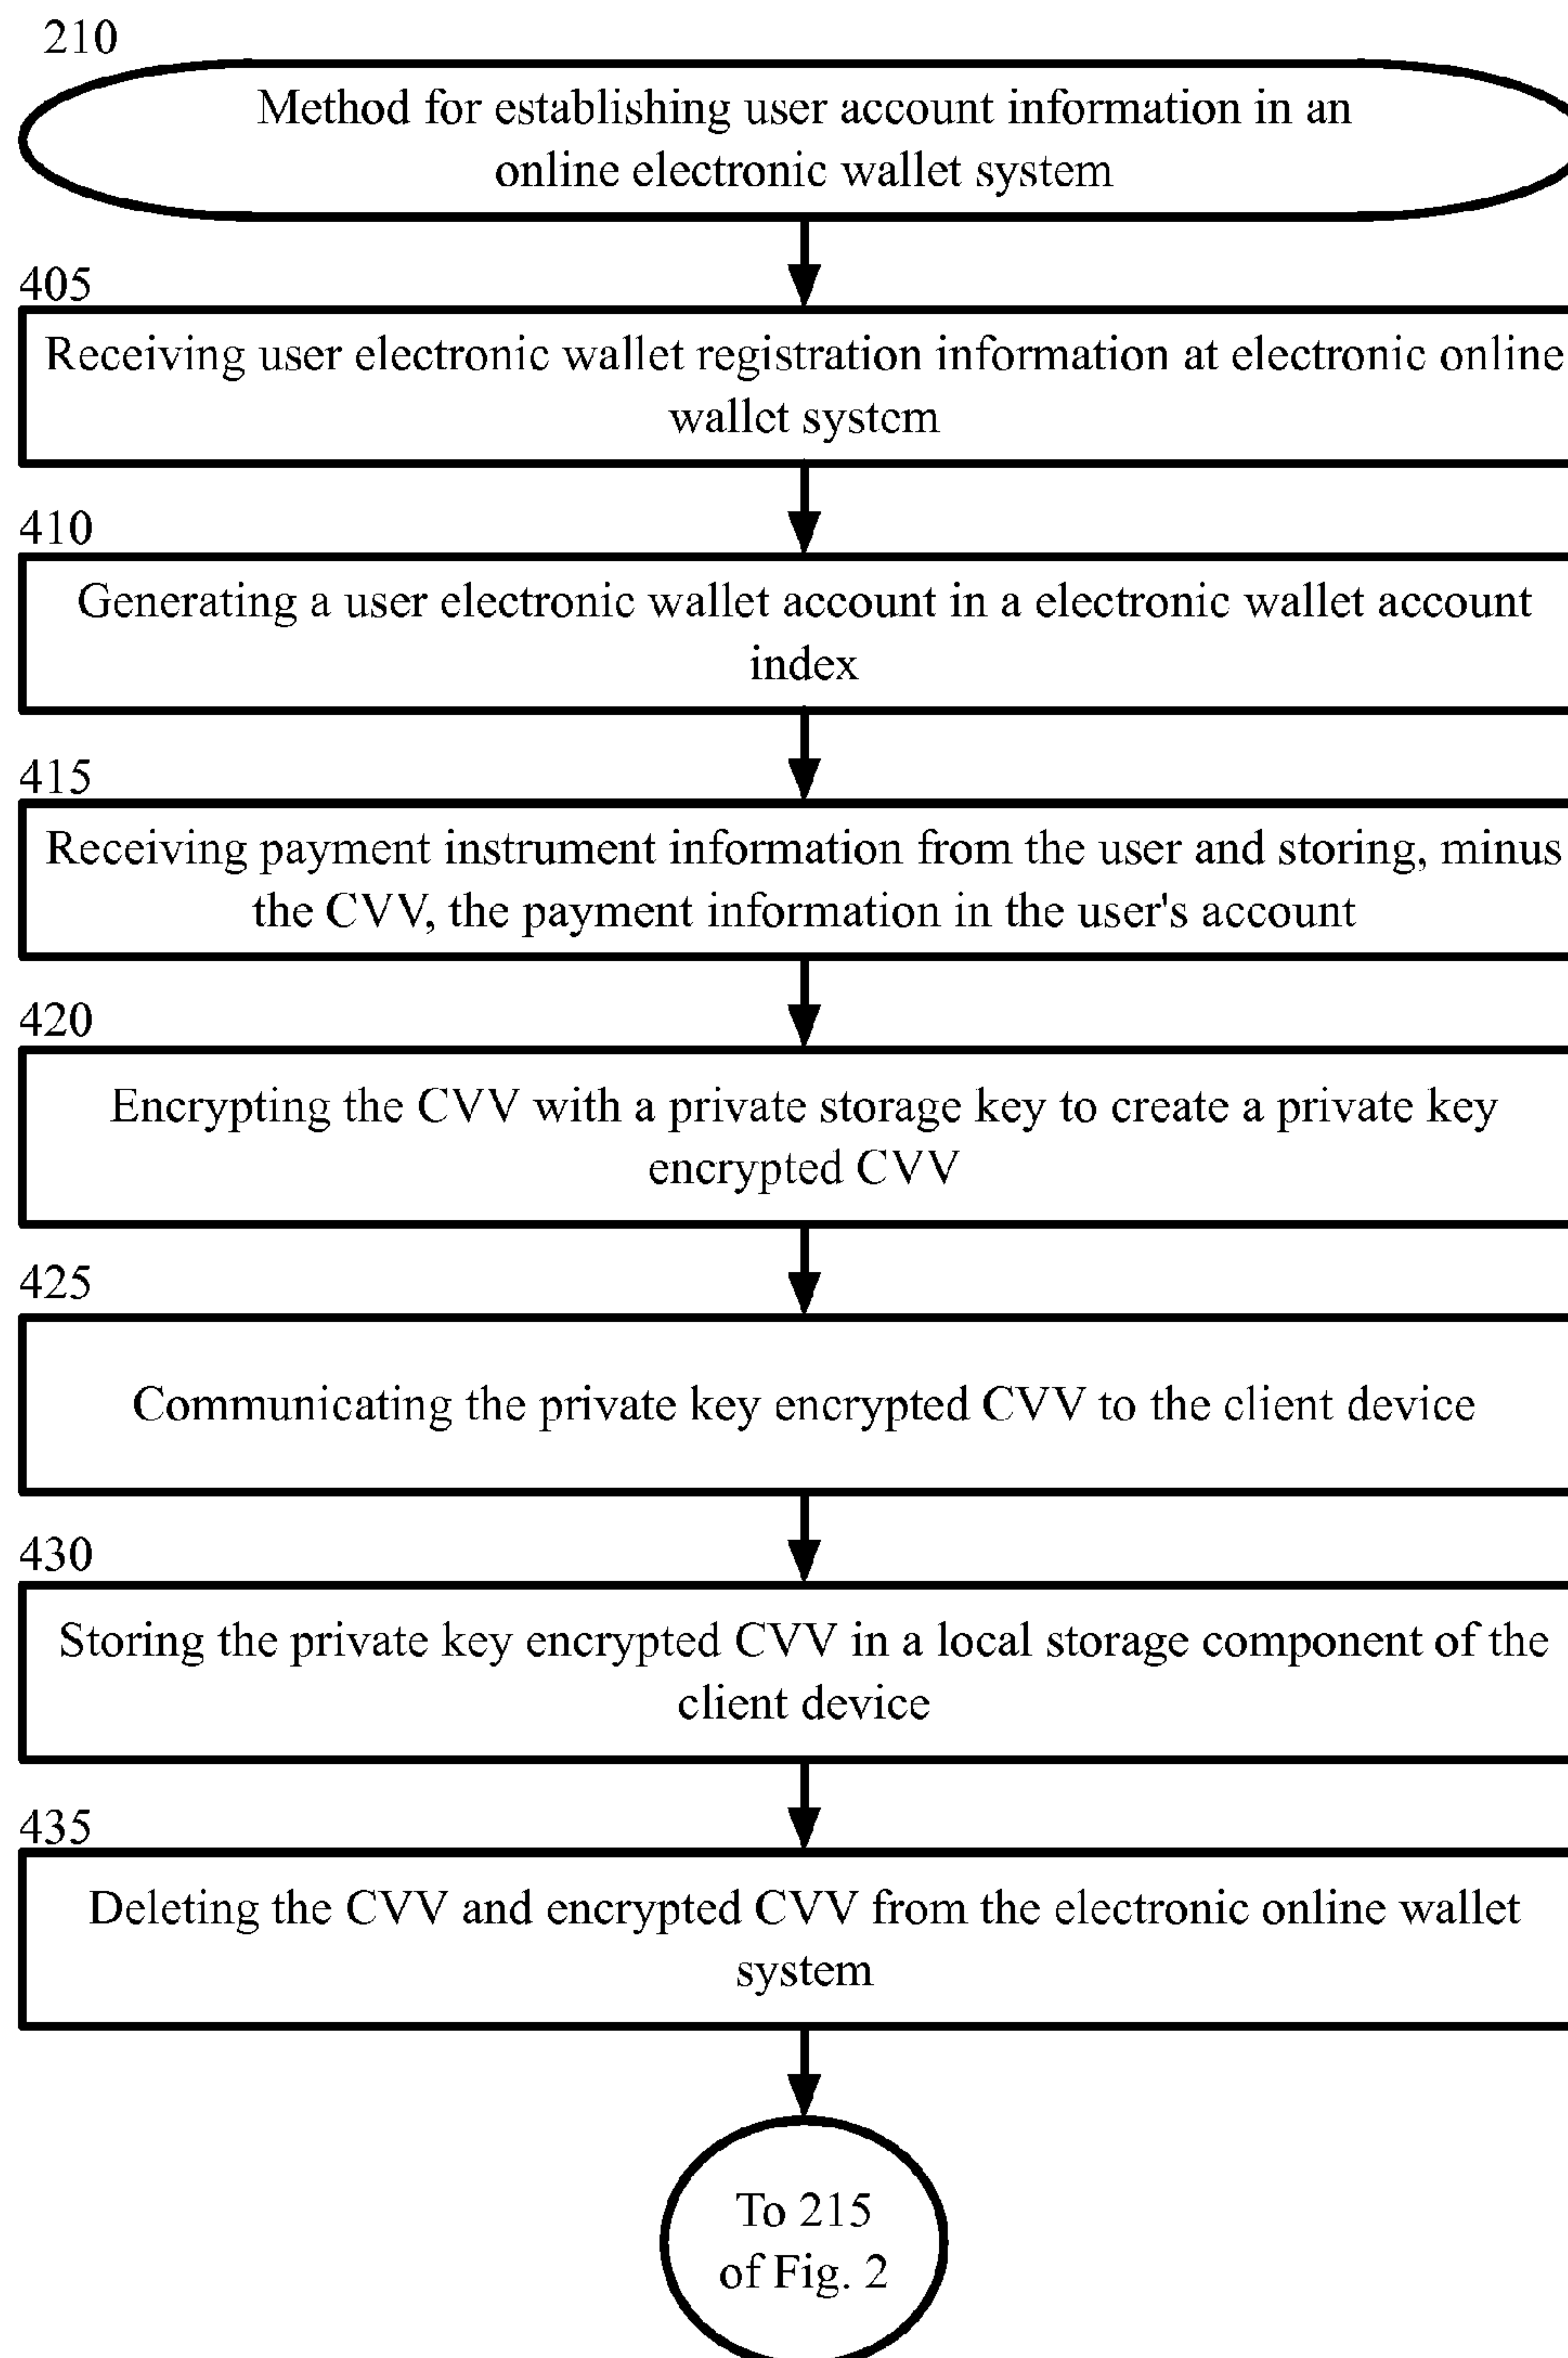 210
Method for establishing user account information in an
online electronic wallet system
405
Receiving user electronic wallet registration information at electronic online
wallet system
410
Generating a user electronic wallet account in a electronic wallet account
index
415
Receiving payment instrument information from the user and storing, minus
the CVV, the payment information in the user's account
420
Encrypting the CVV with a private storage key to create a private key
encrypted CVV
425
Communicating the private key encrypted CVV to the client device
430
Storing the private key encrypted CVV in a local storage component of the
client device
435
Deleting the CVV and encrypted CVV from the electronic online wallet
system
To 215
of Fig. 2